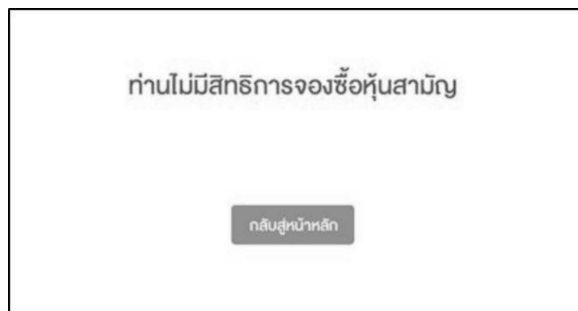 ท่านไม่มีสิทธิการจองซื้อหุ้นสามัญ
กลับสู่หน้าหลัก